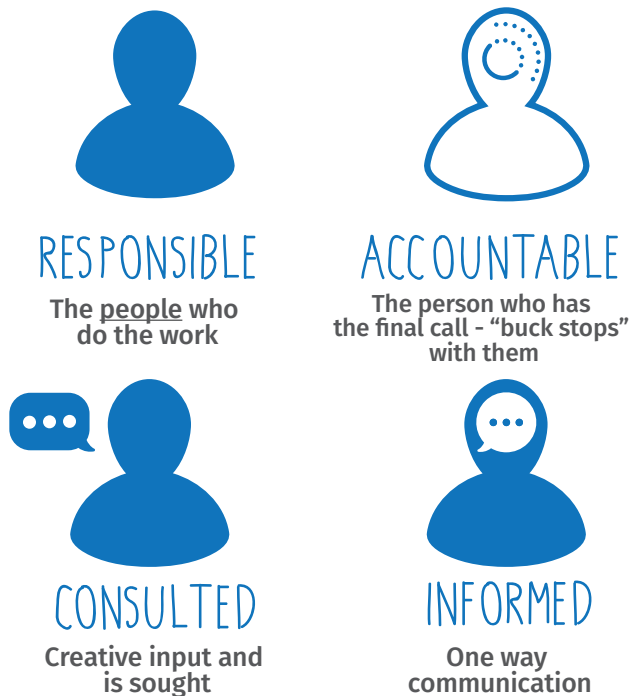 RESPONSIBLE
The people who
do the work
ACCOUNTABLE
The person who has
the final call - “buck stops”
with them
CONSULTED
Creative input and
is sought
INFORMED
One way
communication